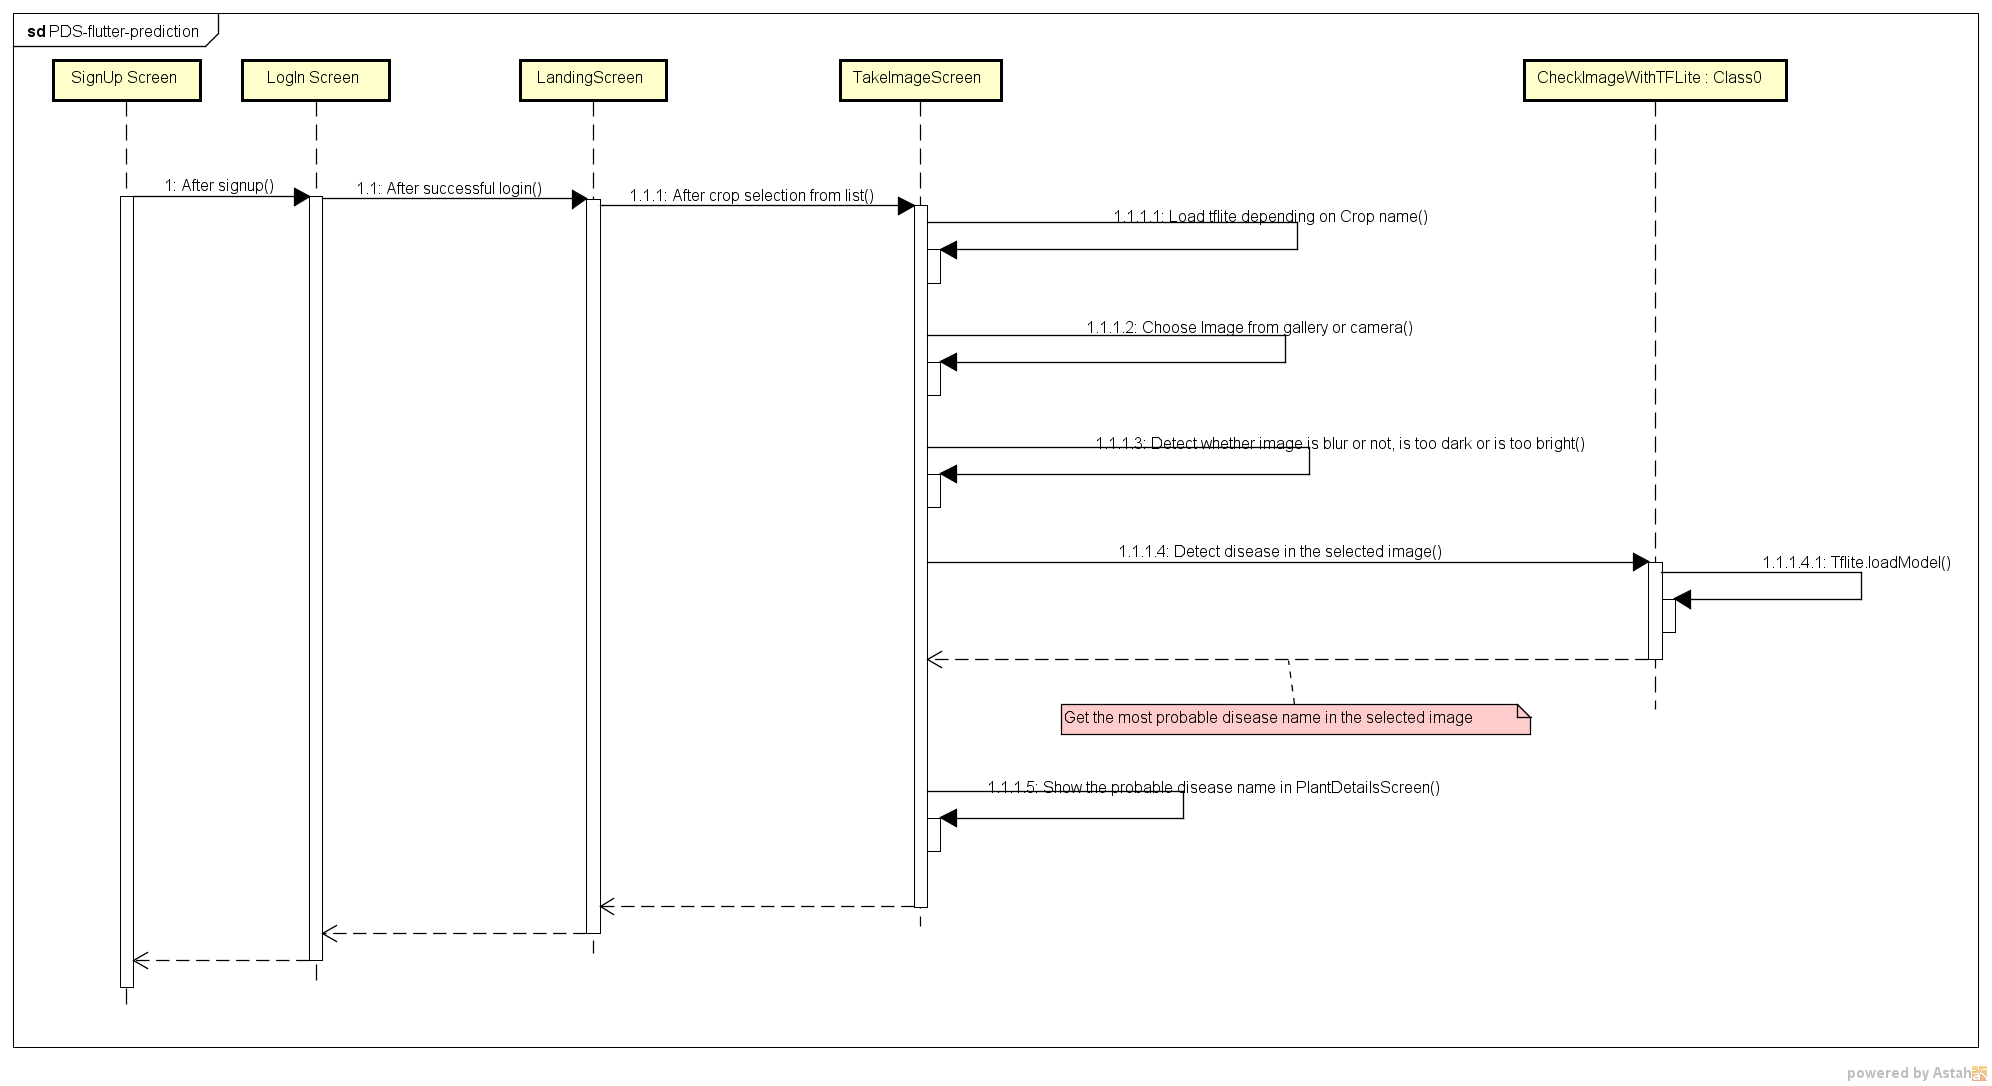 sd PDS-flutter-prediction
SignUp Screen
LogIn Screen
LandingScreen
TakeImageScreen
CheckImageWithTFLite : Class0
1: After signup()
1.1: After successful login()
1.1.1: After crop selection from list()
1.1.1.1: Load tflite depending on Crop name()
1.1.1.2: Choose Image from gallery or camera()
1.1.1.3: Detect whether image is blur or not, is too dark or is too bright()
1.1.1.4: Detect disease in the selected image()
1.1.1.4.1: Tflite.loadModel()
Get the most probable disease name in the selected image
1.1.1.5: Show the probable disease name in PlantDetailsScreen()
powered by Astah